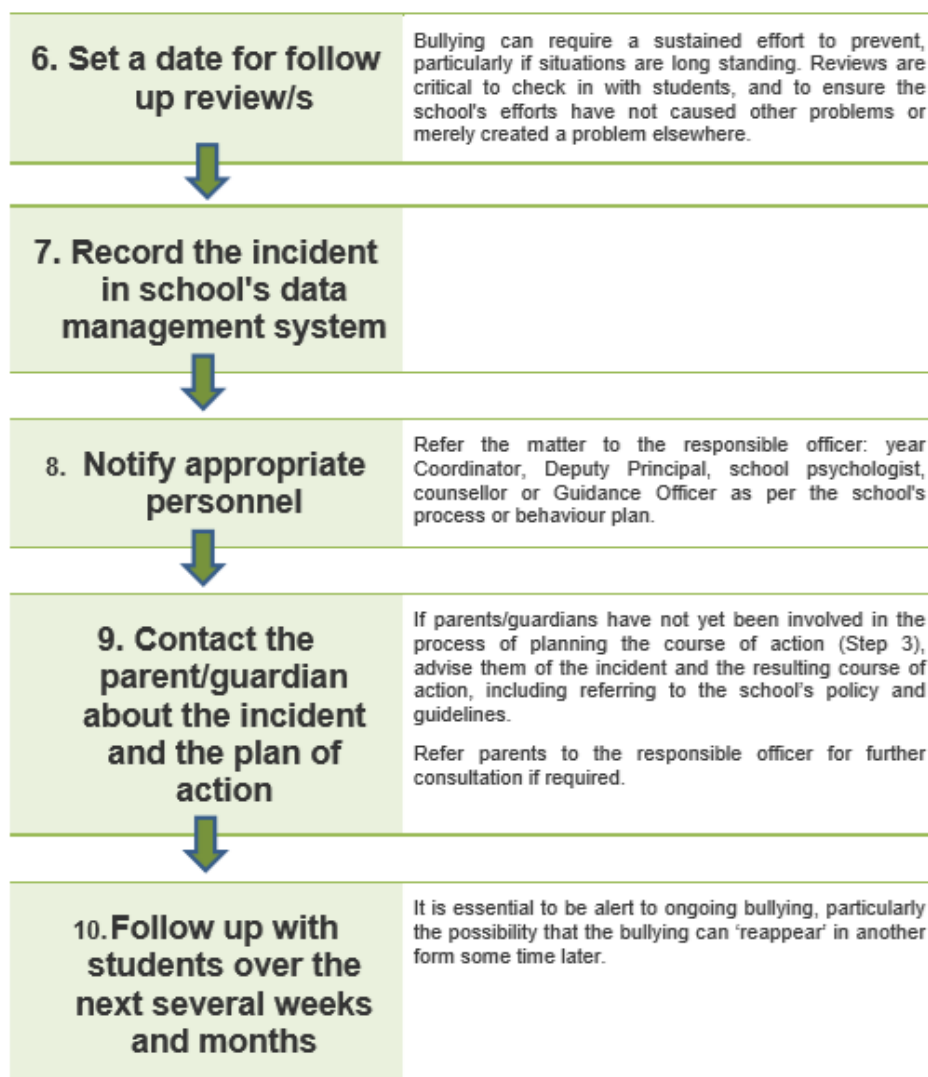 6. Set a date for follow
up review/s
Bullying can require a sustained effort to prevent,
particularly if situations are long standing. Reviews are
critical to check in with students, and to ensure the
school's efforts have not caused other problems or
merely created a problem elsewhere.
7. Record the incident
in school's data
management system
8. Notify appropriate
personnel
Refer the matter to the responsible officer: year
Coordinator, Deputy Principal, school psychologist,
counsellor or Guidance Officer as per the school's
process or behaviour plan.
9. Contact the
parent/guardian
about the incident
and the plan of
action
If parents/guardians have not yet been involved in the
process of planning the course of action (Step 3),
advise them of the incident and the resulting course of
action, including referring to the school's policy and
guidelines.
Refer parents to the responsible officer for further
consultation if required.
10. Follow up with
students over the
next several weeks
and months
It is essential to be alert to ongoing bullying, particularly
the possibility that the bullying can ‘reappear’ in another
form some time later.